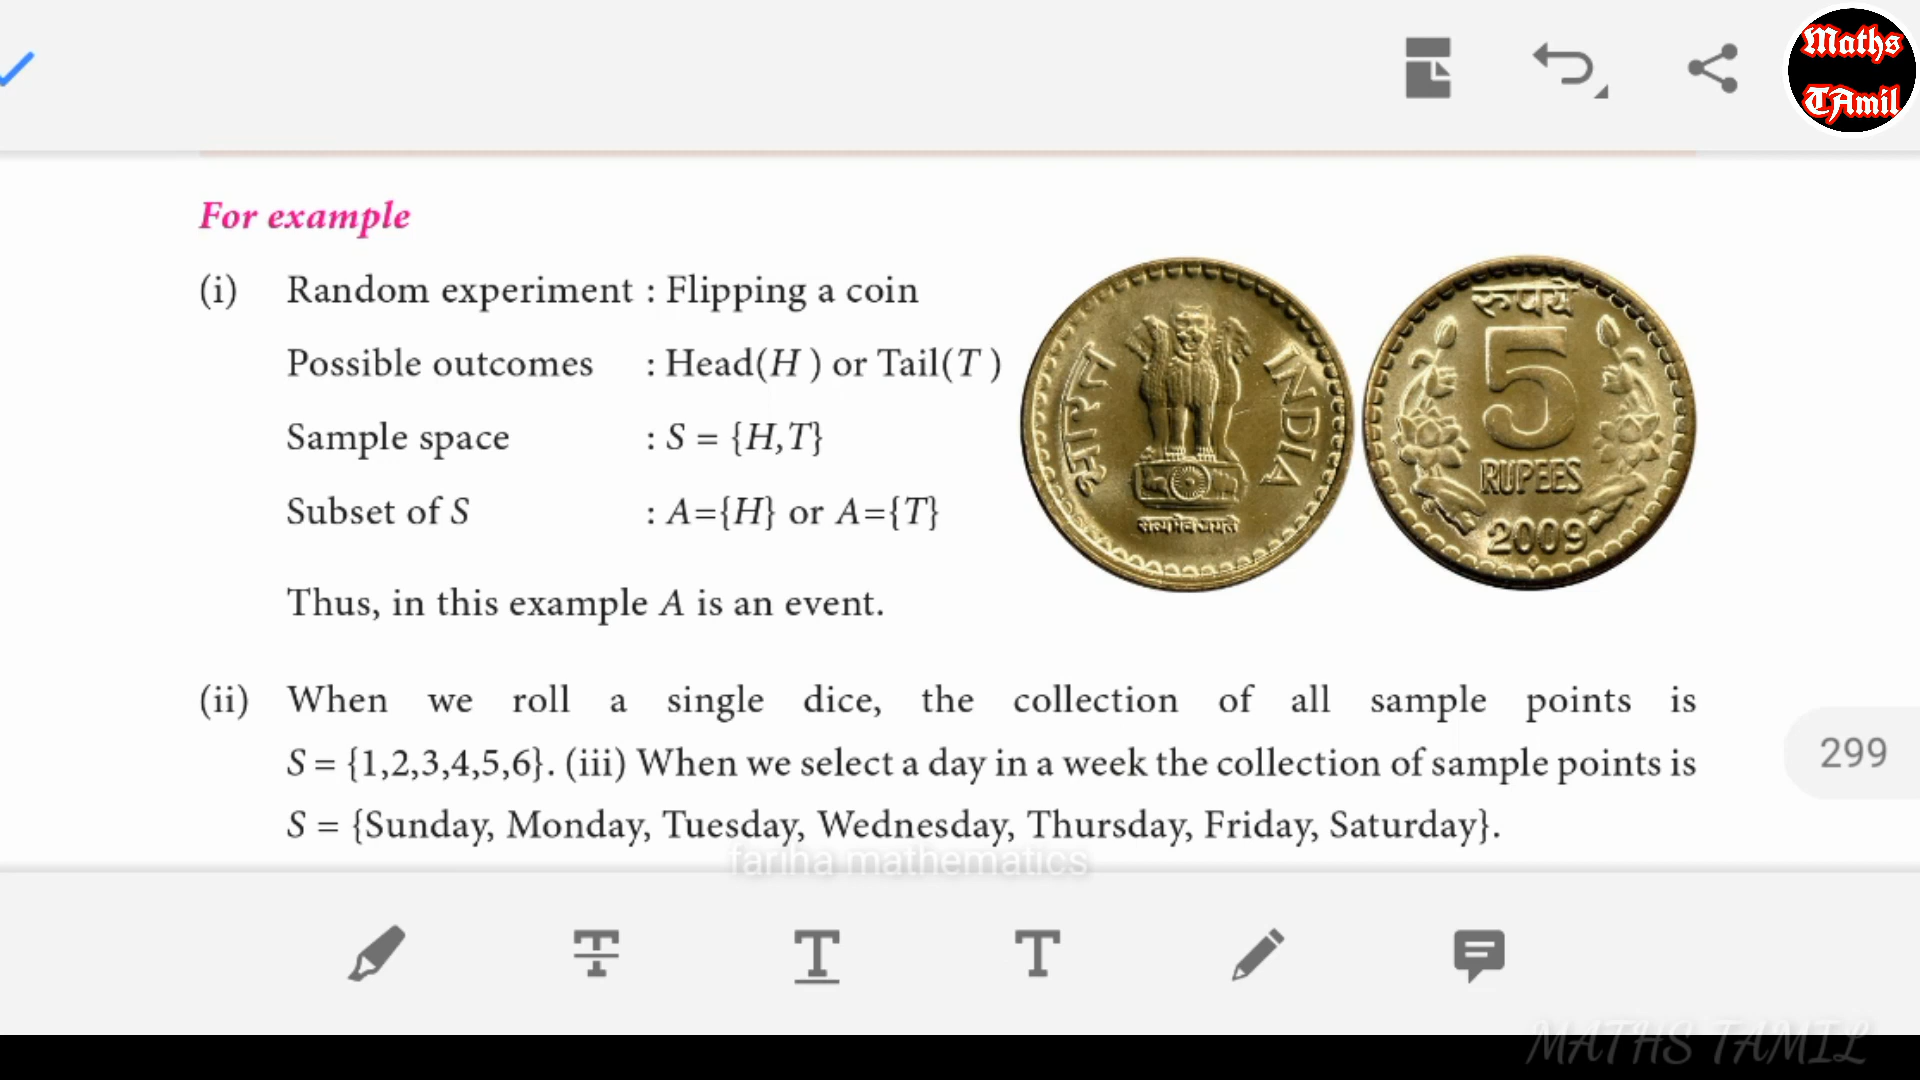 Maths
TAmil
For example
(i) Random experiment : Flipping a coin
Possible outcomes : Head(H) or Tail(T)
Sample space : S = {H,T}
Subset of S : A={H} or A={T}
Thus, in this example A is an event.
भारत
INDIA
सत्यमेव जयते
रुपये
5
RUPEES
2009
(ii) When we roll a single dice, the collection of all sample points is
S = {1,2,3,4,5,6}. (iii) When we select a day in a week the collection of sample points is
S = {Sunday, Monday, Tuesday, Wednesday, Thursday, Friday, Saturday}.
299
fariha mathematics
T
T
T
MATHS TAMIL